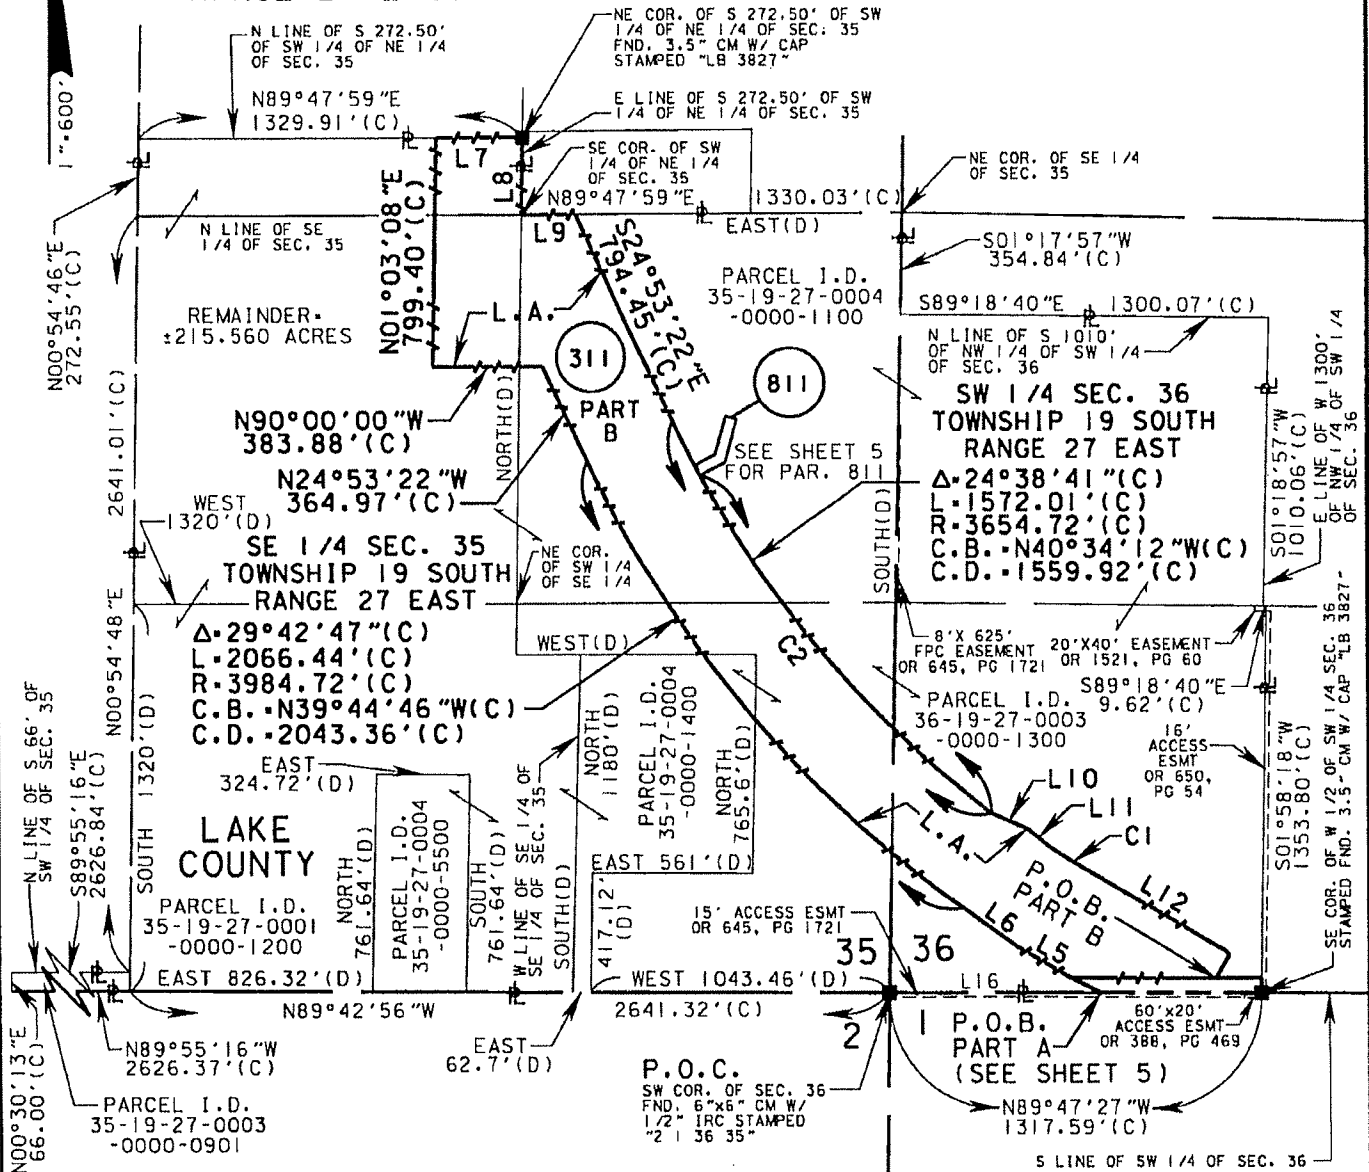 1"=600'
N LINE OF S 272.50'
OF SW 1/4 OF NE 1/4
OF SEC. 35
NE COR. OF S 272.50' OF SW
1/4 OF NE 1/4 OF SEC: 35
FND. 3.5" CM W/ CAP
STAMPED "LB 3827"
N89°47'59"E
1329.91'(C)
E LINE OF S 272.50' OF SW
1/4 OF NE 1/4 OF SEC. 35
L7
L8
SE COR. OF SW
1/4 OF NE 1/4
OF SEC. 35
N89°47'59"E
1330.03'(C)
EAST(D)
L9
NE COR. OF SE 1/4
OF SEC. 35
S01°17'57"W
354.84'(C)
N LINE OF SE
1/4 OF SEC. 35
N00°54'46"E
272.55'(C)
N01°03'08"E
799.40'(C)
S24°53'22"E
794.45'(C)
PARCEL I.D.
35-19-27-0004
-0000-1100
S89°18'40"E
1300.07'(C)
REMAINDER=
±215.560 ACRES
L.A.
311
PART
B
811
N LINE OF S 1010'
OF NW 1/4 OF SW 1/4
OF SEC. 36
SW 1/4 SEC. 36
TOWNSHIP 19 SOUTH
RANGE 27 EAST
S01°18'57"W
1010.06'(C)
E LINE OF W 1300'
OF NW 1/4 OF SW 1/4
OF SEC. 36
N90°00'00"W
383.88'(C)
NORTH(D)
SEE SHEET 5
FOR PAR. 811
Δ=24°38'41"(C)
L=1572.01'(C)
R=3654.72'(C)
C.B.=N40°34'12"W(C)
C.D.=1559.92'(C)
2641.01'(C)
N00°54'48"E
N24°53'22"W
364.97'(C)
WEST
1320'(D)
SOUTH(D)
SE 1/4 SEC. 35
TOWNSHIP 19 SOUTH
RANGE 27 EAST
NE COR.
OF SW 1/4
OF SE 1/4
Δ=29°42'47"(C)
L=2066.44'(C)
R=3984.72'(C)
C.B.=N39°44'46"W(C)
C.D.=2043.36'(C)
WEST(D)
C2
8'X 625'
FPC EASEMENT
OR 645, PG 1721
20'X40' EASEMENT
OR 1521, PG 60
S89°18'40"E
9.62'(C)
PARCEL I.D.
36-19-27-0003
-0000-1300
16'
ACCESS
ESMT
OR 650,
PG 54
S01°58'18"W
1353.80'(C)
SE COR. OF W 1/2 OF SW 1/4 SEC. 36
STAMPED FND. 3.5" CM W/ CAP "LB 3827"
N LINE OF S 66' OF
SW 1/4 OF SEC. 35
S89°55'16"E
2626.84'(C)
SOUTH 1320'(D)
EAST
324.72'(D)
LAKE
COUNTY
NORTH
761.64'(D)
PARCEL I.D.
35-19-27-0004
-0000-5500
SOUTH
761.64'(D)
W LINE OF SE 1/4 OF
SE 1/4 OF SEC. 35
SOUTH(D)
NORTH
1180'(D)
PARCEL I.D.
35-19-27-0004
-0000-1400
NORTH
765.6'(D)
EAST 561'(D)
417.12'
(D)
L10
L11
C1
L.A.
P.O.B.
PART B
L12
L6
L5
PARCEL I.D.
35-19-27-0001
-0000-1200
EAST 826.32'(D)
15' ACCESS ESMT
OR 645, PG 1721
35
36
WEST 1043.46'(D)
L16
N89°42'56"W
2641.32'(C)
2
1
P.O.B.
PART A
(SEE SHEET 5)
60'x20'
ACCESS ESMT
OR 388, PG 469
N00°30'13"E
66.00'(C)
N89°55'16"W
2626.37'(C)
EAST
62.7'(D)
PARCEL I.D.
35-19-27-0003
-0000-0901
P.O.C.
SW COR. OF SEC. 36
FND. 6"x6" CM W/
1/2" IRC STAMPED
"2 1 36 35"
N89°47'27"W
1317.59'(C)
S LINE OF SW 1/4 OF SEC. 36